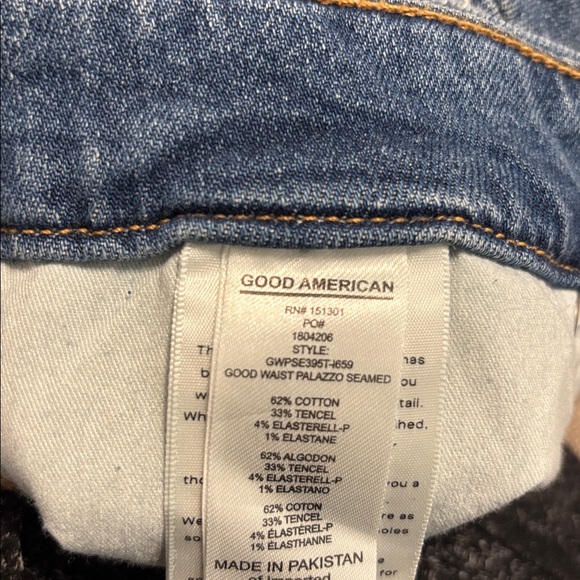 GOOD AMERICAN
RN# 151301
PO#
1804206
STYLE:
GWPSE395T-I659
GOOD WAIST PALAZZO SEAMED
62% COTTON
33% TENCEL
4% ELASTERELL-P
1% ELASTANE
62% ALGODON
33% TENCEL
4% ELASTERELL-P
1% ELASTANO
62% COTON
33% TENCEL
4% ÉLASTÉREL-P
1% ÉLASTHANNE
MADE IN PAKISTAN
of Imported